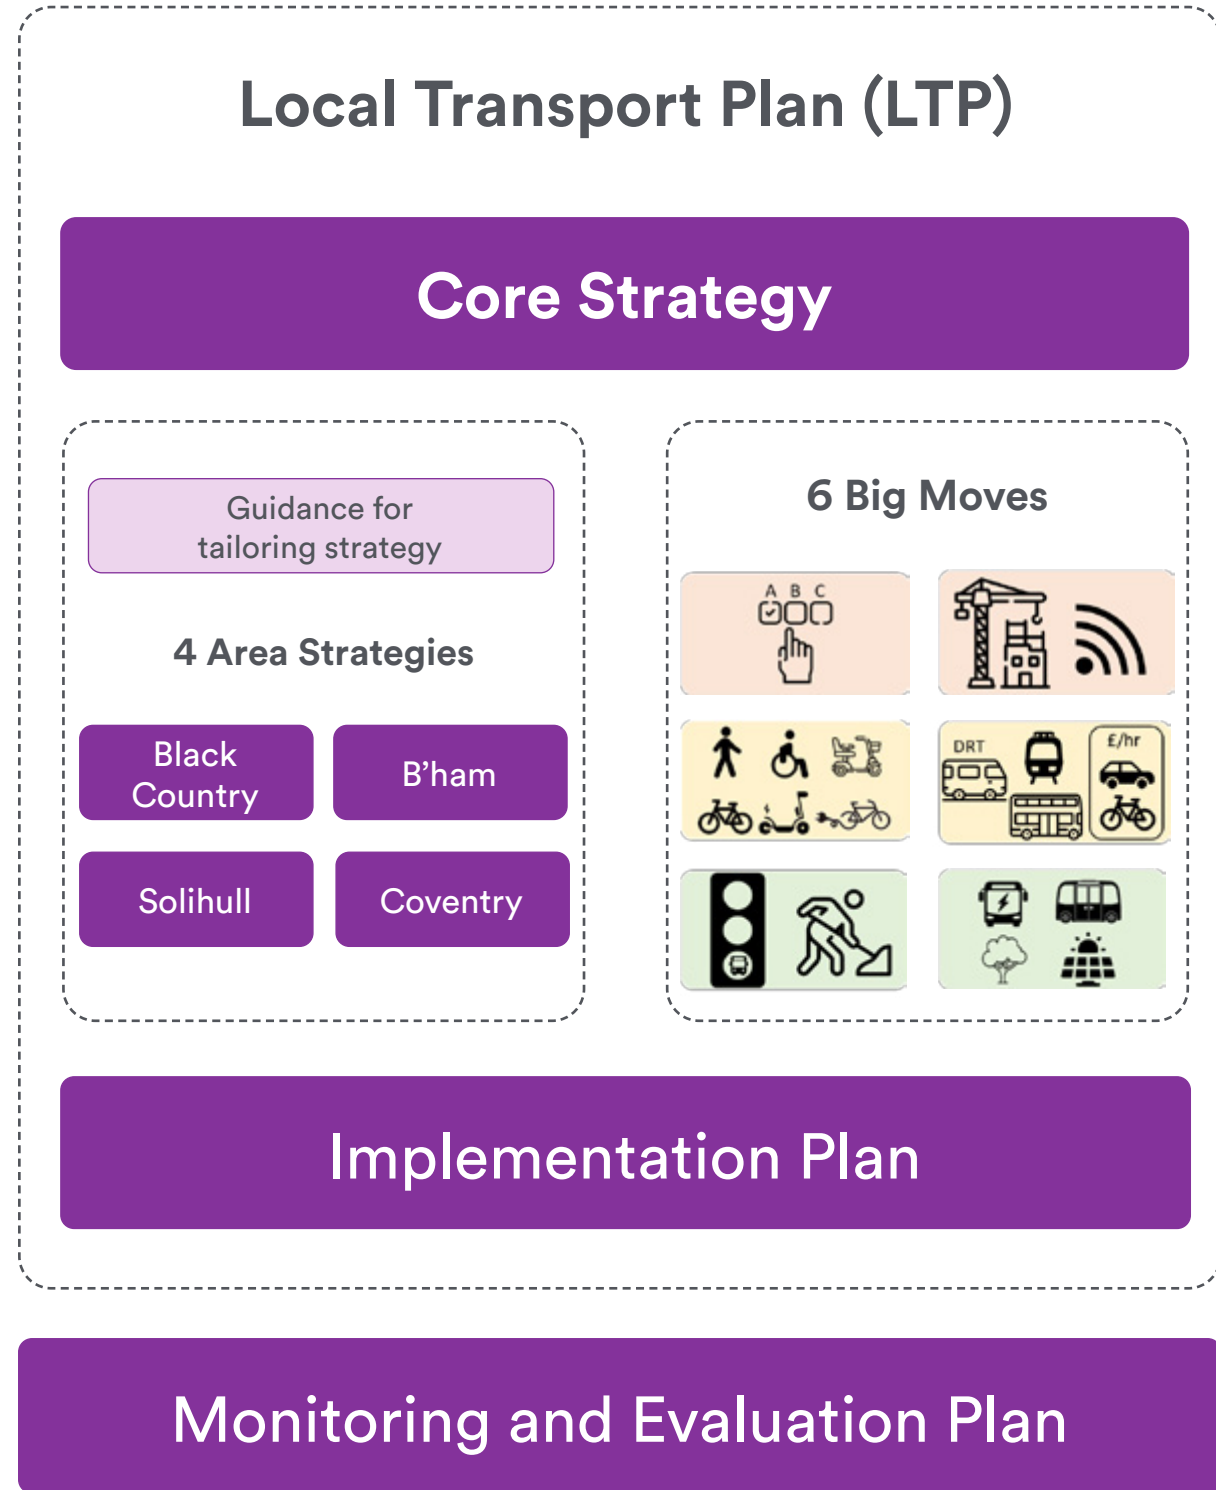 Local Transport Plan (LTP)
Core Strategy
Guidance for
tailoring strategy
4 Area Strategies
Black
Country
B'ham
Solihull
Coventry
6 Big Moves
A B C
DRT
£/hr
Implementation Plan
Monitoring and Evaluation Plan